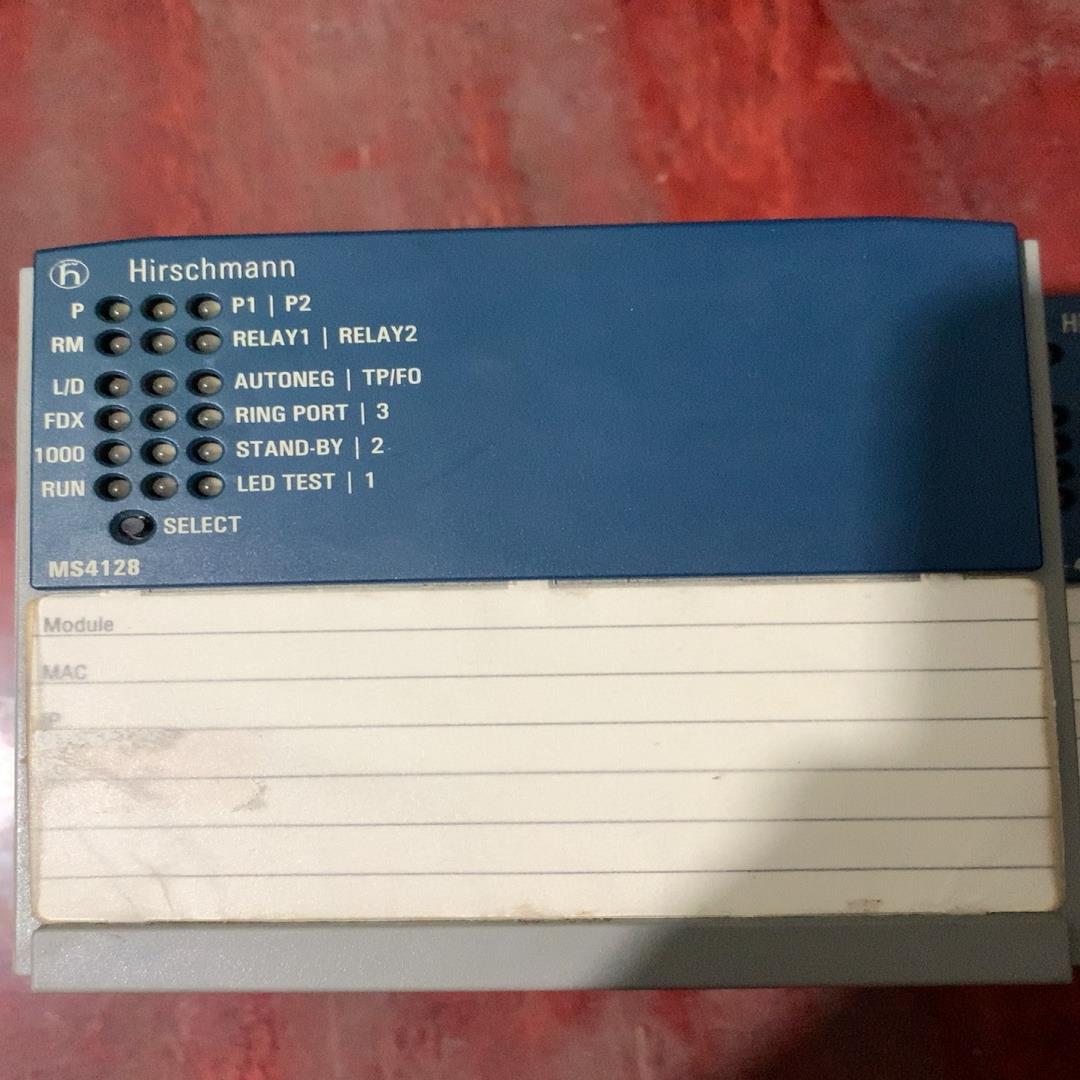 Hirschmann
P P1 | P2
RM RELAY1 | RELAY2
L/D AUTONEG | TP/FO
FDX RING PORT | 3
1000 STAND-BY | 2
RUN LED TEST | 1
SELECT
MS4128
Module
MAC
IP
H